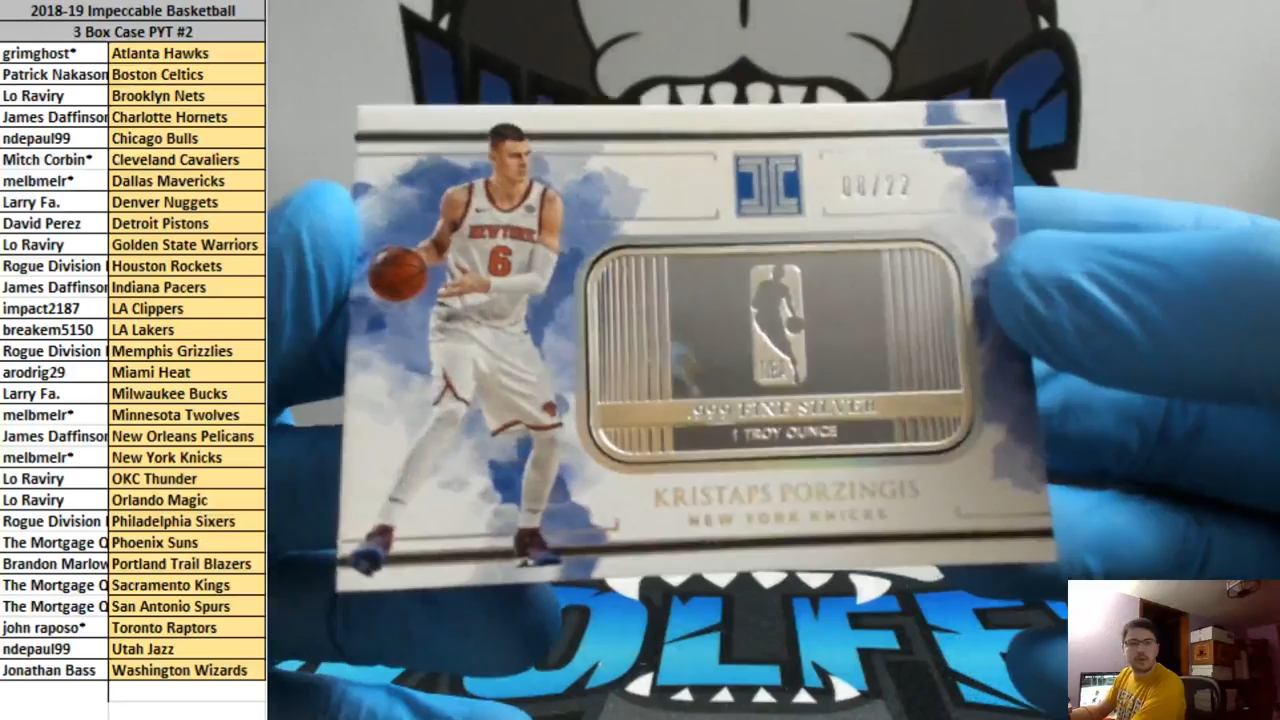 2018-19 Impeccable Basketball
3 Box Case PYT #2
grimghost* Atlanta Hawks
Patrick Nakason Boston Celtics
Lo Raviry Brooklyn Nets
James Daffinson Charlotte Hornets
ndepaul99 Chicago Bulls
Mitch Corbin* Cleveland Cavaliers
melbmelr* Dallas Mavericks
Larry Fa. Denver Nuggets
David Perez Detroit Pistons
Lo Raviry Golden State Warriors
Rogue Division Houston Rockets
James Daffinson Indiana Pacers
impact2187 LA Clippers
breakem5150 LA Lakers
Rogue Division Memphis Grizzlies
arodrig29 Miami Heat
Larry Fa. Milwaukee Bucks
melbmelr* Minnesota Twolves
James Daffinson New Orleans Pelicans
melbmelr* New York Knicks
Lo Raviry OKC Thunder
Lo Raviry Orlando Magic
Rogue Division Philadelphia Sixers
The Mortgage Q Phoenix Suns
Brandon Marlow Portland Trail Blazers
The Mortgage Q Sacramento Kings
The Mortgage Q San Antonio Spurs
john raposo* Toronto Raptors
ndepaul99 Utah Jazz
Jonathan Bass Washington Wizards
08/22
NEW YORK
6
NBA
.999 FINE SILVER
1 TROY OUNCE
KRISTAPS PORZINGIS
NEW YORK KNICKS